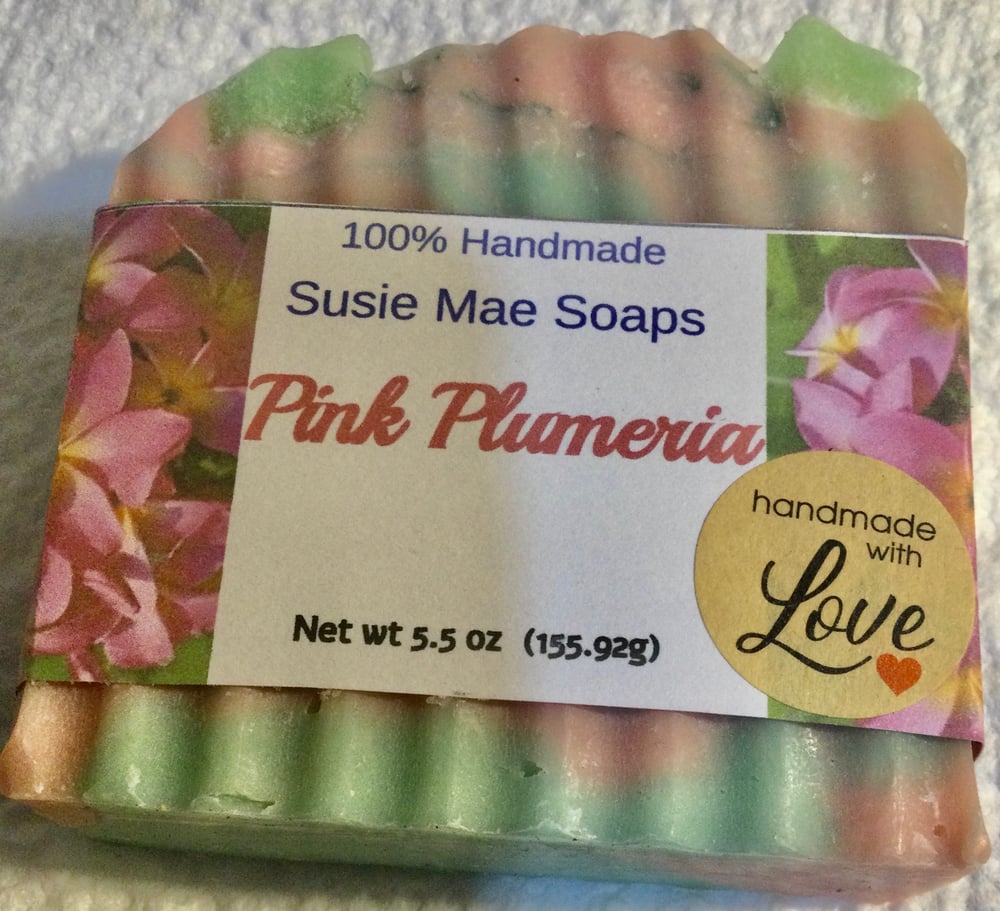 100% Handmade
Susie Mae Soaps
Pink Plumeria
handmade
with
Love
Net wt 5.5 oz (155.92g)